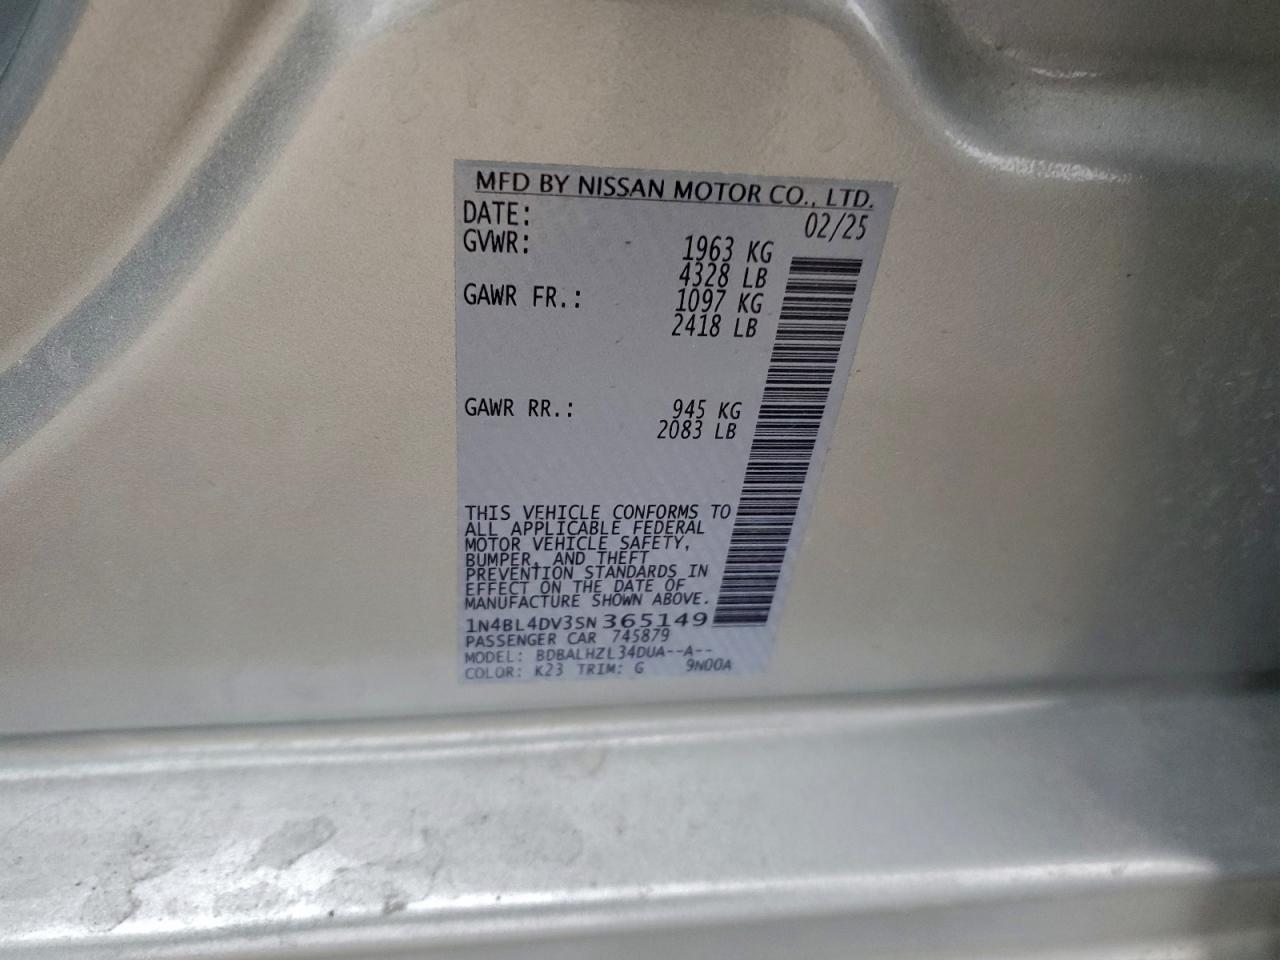 MFD BY NISSAN MOTOR CO., LTD.
DATE: 02/25
GVWR: 1963 KG
4328 LB
GAWR FR.: 1097 KG
2418 LB
GAWR RR.: 945 KG
2083 LB
THIS VEHICLE CONFORMS TO
ALL APPLICABLE FEDERAL
MOTOR VEHICLE SAFETY,
BUMPER, AND THEFT
PREVENTION STANDARDS IN
EFFECT ON THE DATE OF
MANUFACTURE SHOWN ABOVE.
1N4BL4DV3SN365149
PASSENGER CAR 745879
MODEL: BDBALHZL34DUA--A--
COLOR: K23 TRIM: G 9N00A